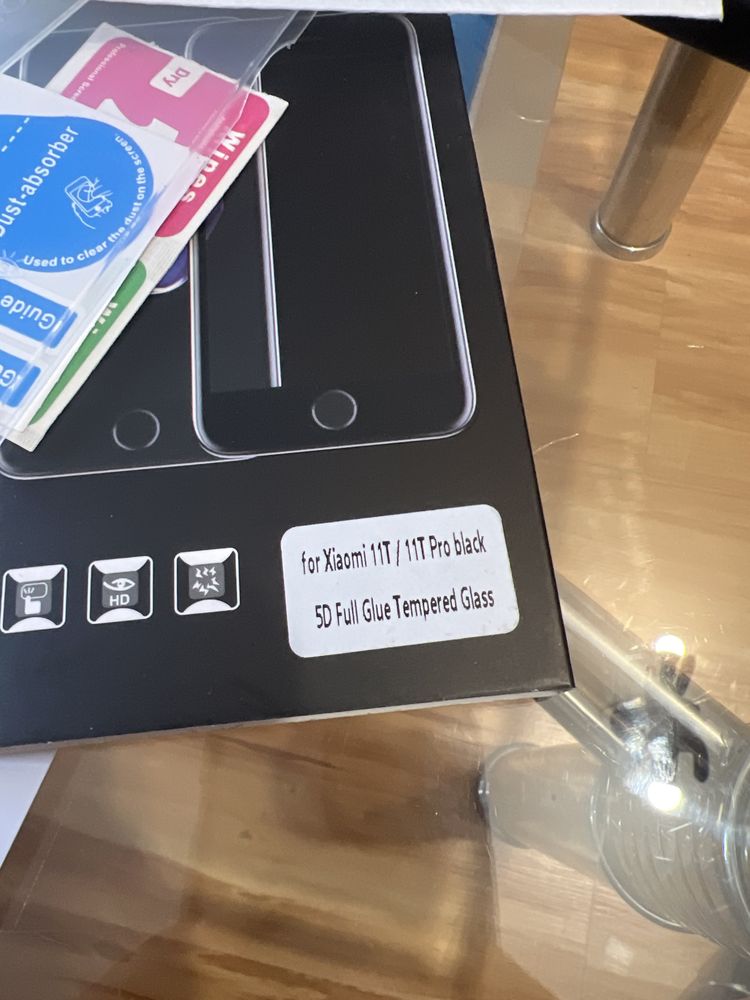 Dry
Professional
Wipes
Dust-absorber
Used to clear the dust on the screen.
Guide
HD
for Xiaomi 11T / 11T Pro black
5D Full Glue Tempered Glass